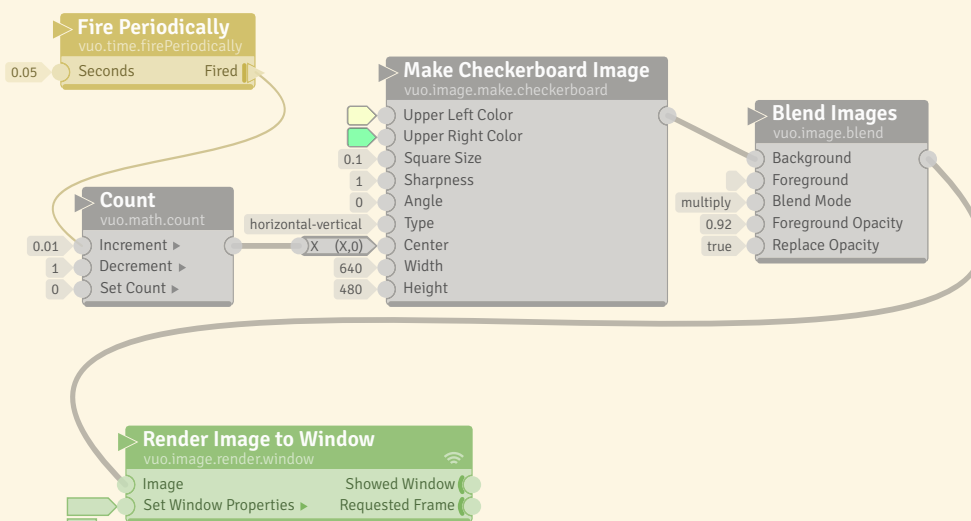 Fire Periodically
vuo.time.firePeriodically
0.05 Seconds Fired
Make Checkerboard Image
vuo.image.make.checkerboard
Upper Left Color
Upper Right Color
0.1 Square Size
1 Sharpness
0 Angle
horizontal-vertical Type
X (X,0) Center
640 Width
480 Height
Blend Images
vuo.image.blend
Background
Foreground
multiply Blend Mode
0.92 Foreground Opacity
true Replace Opacity
Count
vuo.math.count
0.01 Increment
1 Decrement
0 Set Count
Render Image to Window
vuo.image.render.window
Image Showed Window
Set Window Properties Requested Frame